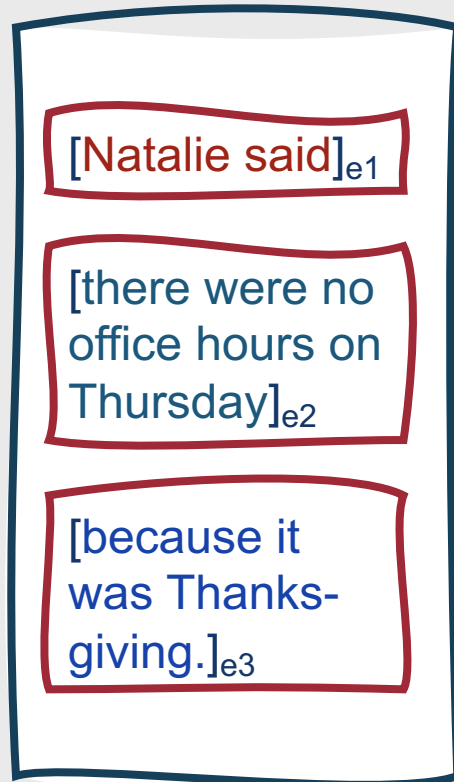 [Natalie said]e1
[there were no
office hours on
Thursday]e2
[because it
was Thanks-
giving.]e3